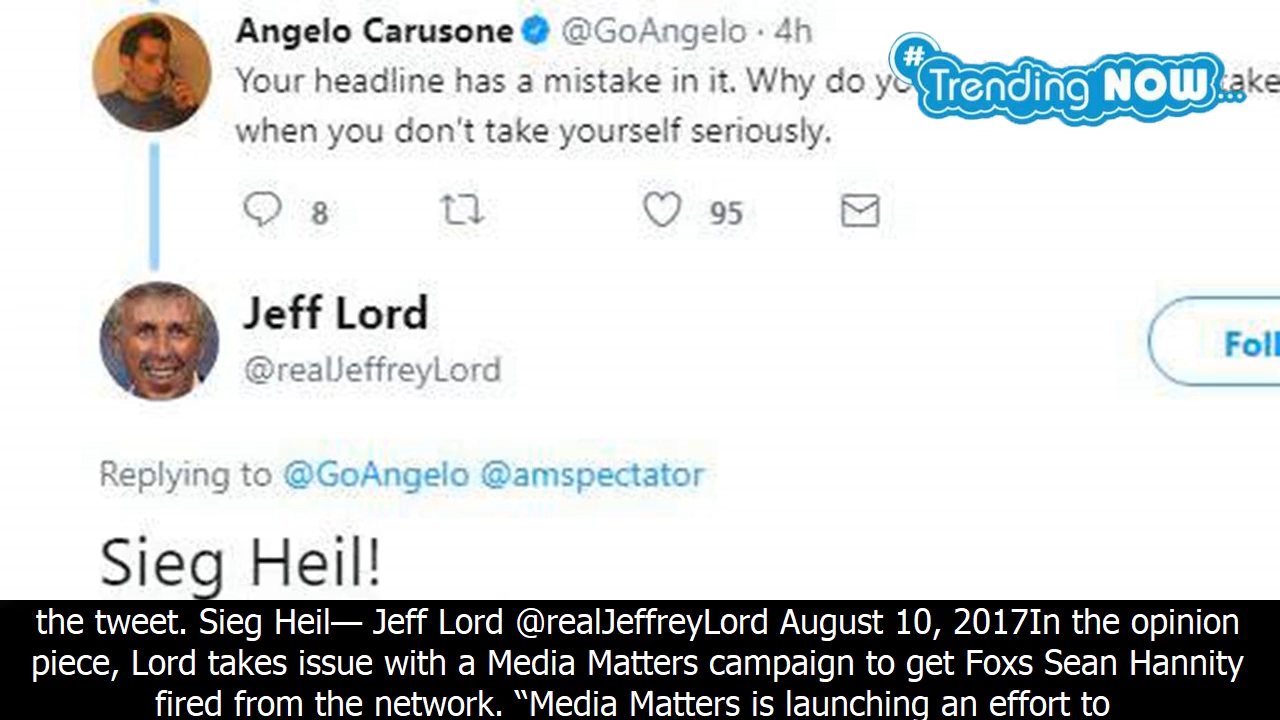 Angelo Carusone @GoAngelo · 4h
# Trending NOW...
Your headline has a mistake in it. Why do yo
when you don't take yourself seriously.
8 95
Jeff Lord
@realJeffreyLord
Foll
Replying to @GoAngelo @amspectator
Sieg Heil!
the tweet. Sieg Heil— Jeff Lord @realJeffreyLord August 10, 2017In the opinion
piece, Lord takes issue with a Media Matters campaign to get Foxs Sean Hannity
fired from the network. “Media Matters is launching an effort to